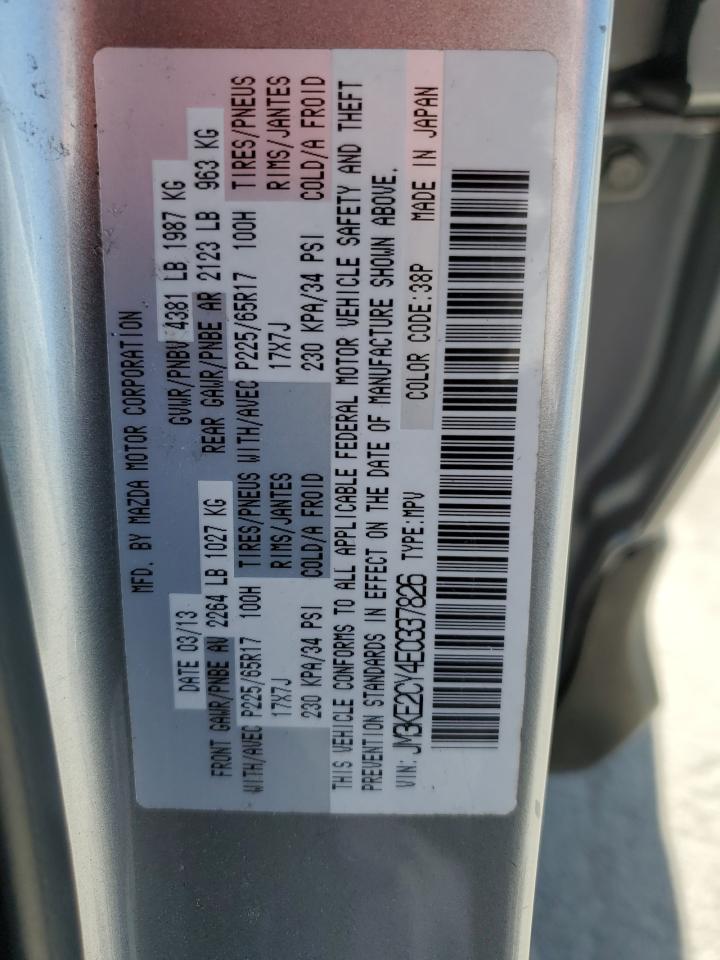 MFD. BY MAZDA MOTOR CORPORATION
DATE 03/13 GVWR/PNBV 4381 LB 1987 KG
FRONT GAWR/PNBE AV 2264 LB 1027 KG REAR GAWR/PNBE AR 2123 LB 963 KG
WITH/AVEC P225/65R17 100H TIRES/PNEUS WITH/AVEC P225/65R17 100H TIRES/PNEUS
17X7J RIMS/JANTES 17X7J RIMS/JANTES
230 KPA/34 PSI COLD/A FROID 230 KPA/34 PSI COLD/A FROID
THIS VEHICLE CONFORMS TO ALL APPLICABLE FEDERAL MOTOR VEHICLE SAFETY AND THEFT
PREVENTION STANDARDS IN EFFECT ON THE DATE OF MANUFACTURE SHOWN ABOVE.
VIN: JM3KE2CY4E0337826 TYPE:MPV COLOR CODE:38P MADE IN JAPAN